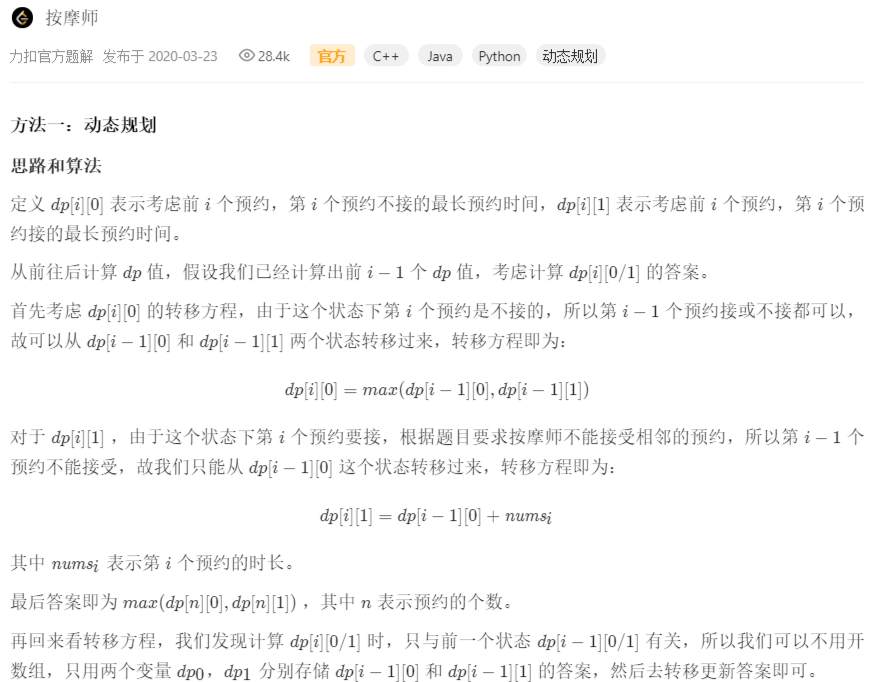 按摩师
力扣官方题解 发布于 2020-03-23 28.4k 官方 C++ Java Python 动态规划
方法一：动态规划
思路和算法
定义 dp[i][0] 表示考虑前 i 个预约，第 i 个预约不接的最长预约时间，dp[i][1] 表示考虑前 i 个预约，第 i 个预
约接的最长预约时间。
从前往后计算 dp 值，假设我们已经计算出前 i − 1 个 dp 值，考虑计算 dp[i][0/1] 的答案。
首先考虑 dp[i][0] 的转移方程，由于这个状态下第 i 个预约是不接的，所以第 i − 1 个预约接或不接都可以，
故可以从 dp[i − 1][0] 和 dp[i − 1][1] 两个状态转移过来，转移方程即为：
dp[i][0] = max(dp[i − 1][0], dp[i − 1][1])
对于 dp[i][1] ，由于这个状态下第 i 个预约要接，根据题目要求按摩师不能接受相邻的预约，所以第 i − 1 个
预约不能接受，故我们只能从 dp[i − 1][0] 这个状态转移过来，转移方程即为：
dp[i][1] = dp[i − 1][0] + numsᵢ
其中 numsᵢ 表示第 i 个预约的时长。
最后答案即为 max(dp[n][0], dp[n][1]) ，其中 n 表示预约的个数。
再回来看转移方程，我们发现计算 dp[i][0/1] 时，只与前一个状态 dp[i − 1][0/1] 有关，所以我们可以不用开
数组，只用两个变量 dp₀，dp₁ 分别存储 dp[i − 1][0] 和 dp[i − 1][1] 的答案，然后去转移更新答案即可。